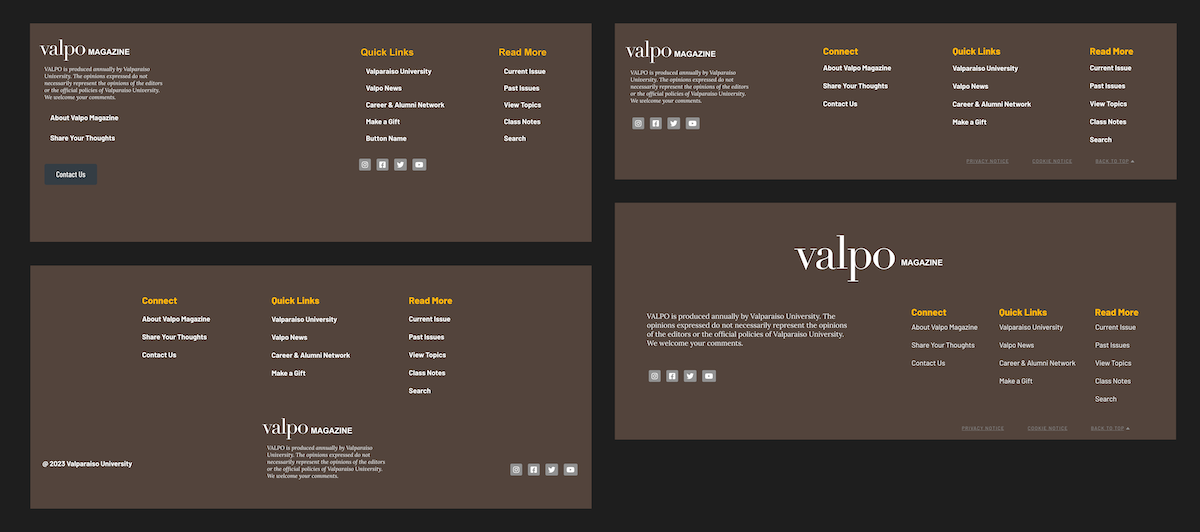 valpo MAGAZINE
VALPO is produced annually by Valparaiso
University. The opinions expressed do not
necessarily represent the opinions of the editors
or the official policies of Valparaiso University.
We welcome your comments.
About Valpo Magazine
Share Your Thoughts
Contact Us
Quick Links
Valparaiso University
Valpo News
Career & Alumni Network
Make a Gift
Button Name
Read More
Current Issue
Past Issues
View Topics
Class Notes
Search
valpo MAGAZINE
VALPO is produced annually by Valparaiso
University. The opinions expressed do not
necessarily represent the opinions of the editors
or the official policies of Valparaiso University.
We welcome your comments.
Connect
About Valpo Magazine
Share Your Thoughts
Contact Us
Quick Links
Valparaiso University
Valpo News
Career & Alumni Network
Make a Gift
Read More
Current Issue
Past Issues
View Topics
Class Notes
Search
PRIVACY NOTICE
COOKIE NOTICE
BACK TO TOP
Connect
About Valpo Magazine
Share Your Thoughts
Contact Us
Quick Links
Valparaiso University
Valpo News
Career & Alumni Network
Make a Gift
Read More
Current Issue
Past Issues
View Topics
Class Notes
Search
@ 2023 Valparaiso University
valpo MAGAZINE
VALPO is produced annually by Valparaiso
University. The opinions expressed do not
necessarily represent the opinions of the editors
or the official policies of Valparaiso University.
We welcome your comments.
valpo MAGAZINE
VALPO is produced annually by Valparaiso University. The
opinions expressed do not necessarily represent the opinions
of the editors or the official policies of Valparaiso University.
We welcome your comments.
Connect
About Valpo Magazine
Share Your Thoughts
Contact Us
Quick Links
Valparaiso University
Valpo News
Career & Alumni Network
Make a Gift
Read More
Current Issue
Past Issues
View Topics
Class Notes
Search
PRIVACY NOTICE
COOKIE NOTICE
BACK TO TOP